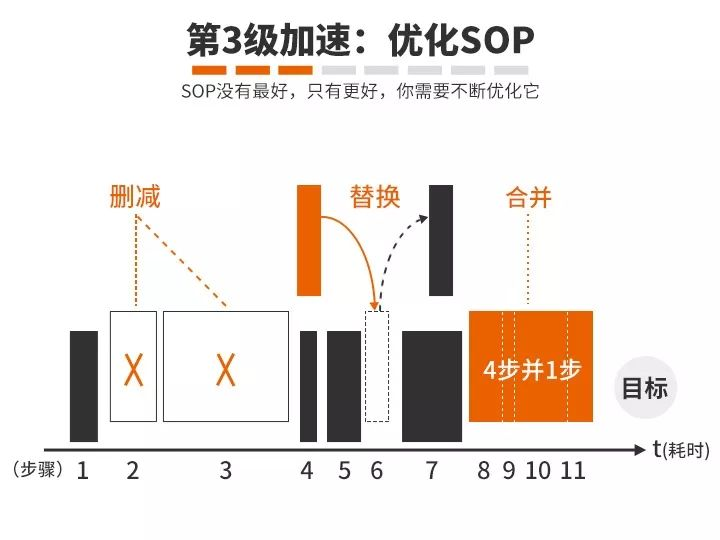 第3级加速：优化SOP
SOP没有最好，只有更好，你需要不断优化它
删减 替换 合并
X X 4步并1步
目标
t(耗时)
（步骤） 1 2 3 4 5 6 7 8 9 10 11